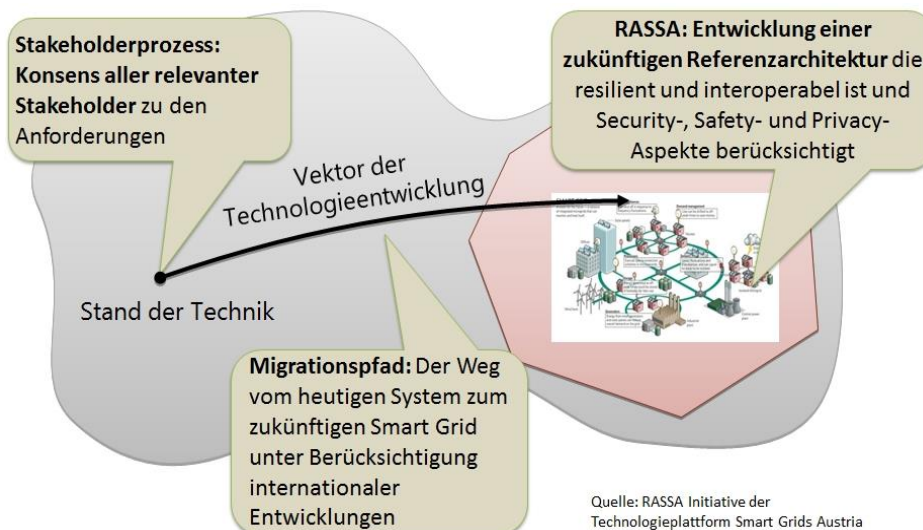 Stakeholderprozess:
Konsens aller relevanter
Stakeholder zu den
Anforderungen
RASSA: Entwicklung einer
zukünftigen Referenzarchitektur die
resilient und interoperabel ist und
Security-, Safety- und Privacy-
Aspekte berücksichtigt
Vektor der
Technologieentwicklung
Stand der Technik
Migrationspfad: Der Weg
vom heutigen System zum
zukünftigen Smart Grid
unter Berücksichtigung
internationaler
Entwicklungen
Quelle: RASSA Initiative der
Technologieplattform Smart Grids Austria